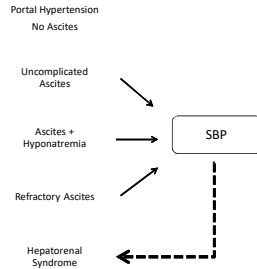 Portal Hypertension
No Ascites
Uncomplicated
Ascites
Ascites +
Hyponatremia
SBP
Refractory Ascites
Hepatorenal
Syndrome